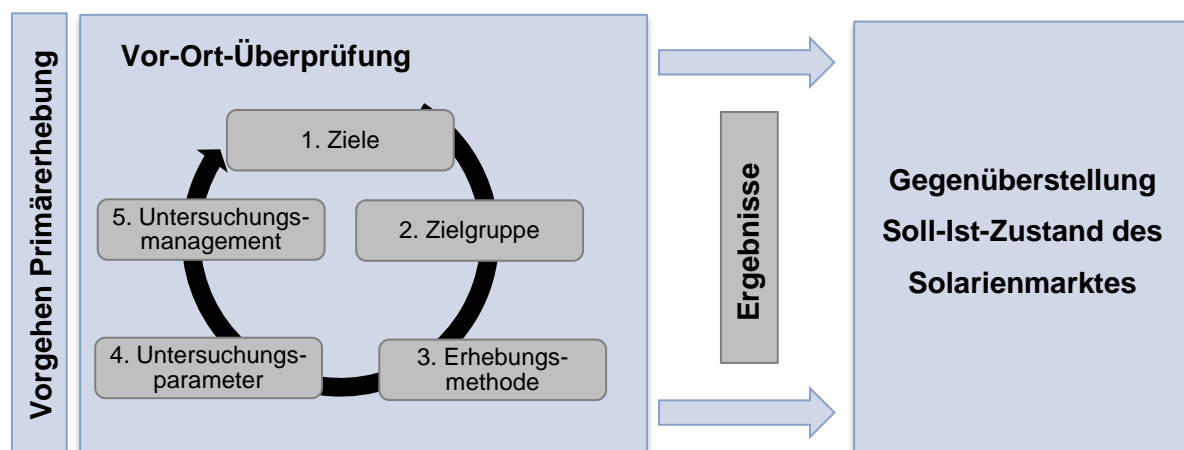 Vorgehen Primärerhebung
Vor-Ort-Überprüfung
1. Ziele
2. Zielgruppe
3. Erhebungs-
methode
4. Untersuchungs-
parameter
5. Untersuchungs-
management
Ergebnisse
Gegenüberstellung
Soll-Ist-Zustand des
Solarienmarktes